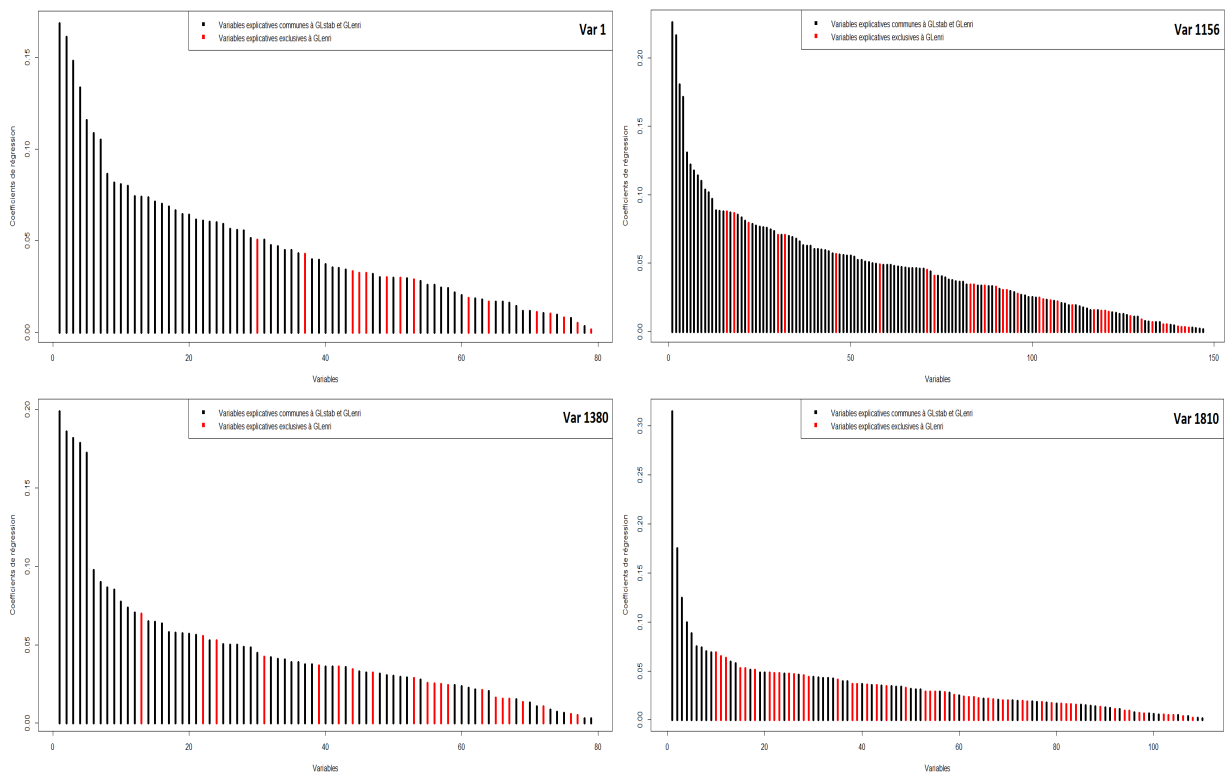 Variables explicatives communes à GLstab et GLenri
Variables explicatives exclusives à GLenri
Var 1
Coefficients de régression
0.15
0.10
0.05
0.00
0 20 40 60 80
Variables
Variables explicatives communes à GLstab et GLenri
Variables explicatives exclusives à GLenri
Var 1156
Coefficients de régression
0.20
0.15
0.10
0.05
0.00
0 50 100 150
Variables
Variables explicatives communes à GLstab et GLenri
Variables explicatives exclusives à GLenri
Var 1380
Coefficients de régression
0.20
0.15
0.10
0.05
0.00
0 20 40 60 80
Variables
Variables explicatives communes à GLstab et GLenri
Variables explicatives exclusives à GLenri
Var 1810
Coefficients de régression
0.30
0.25
0.20
0.15
0.10
0.05
0.00
0 20 40 60 80 100
Variables